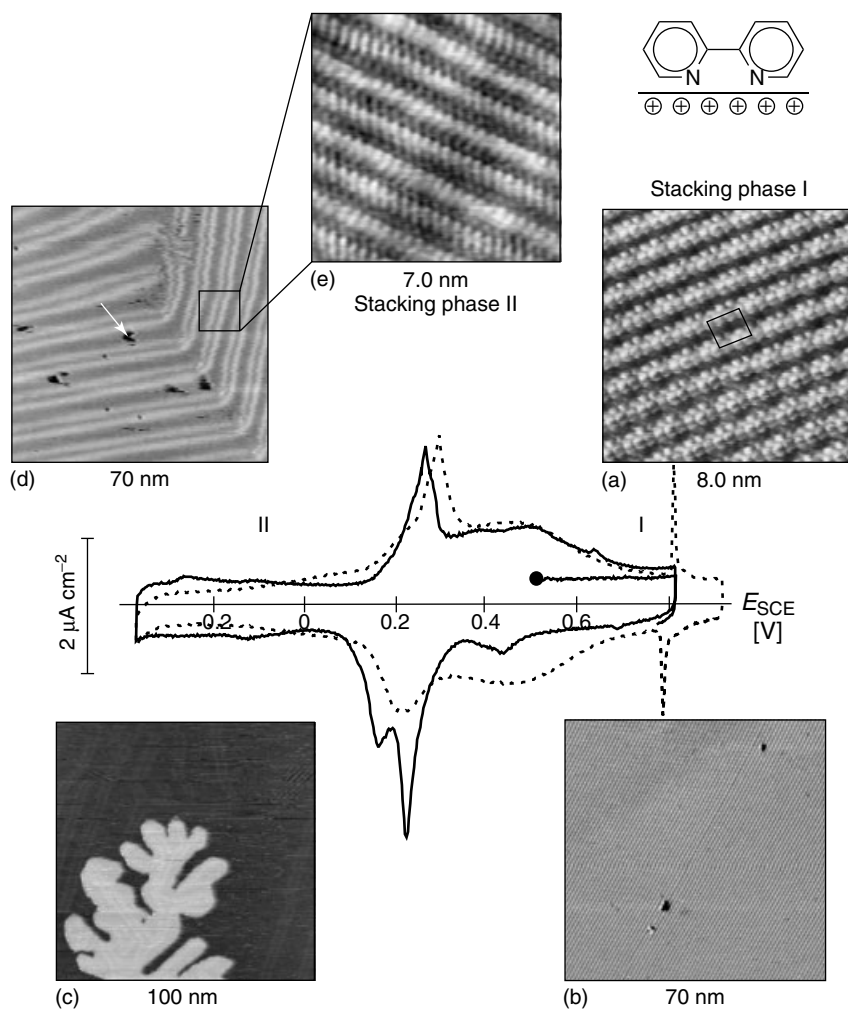 N N
⊕ ⊕ ⊕ ⊕ ⊕ ⊕
Stacking phase I
(e) 7.0 nm
Stacking phase II
(d) 70 nm
(a) 8.0 nm
II I
2 µA cm⁻²
0.2 0 0.2 0.4 0.6
E_SCE
[V]
(c) 100 nm
(b) 70 nm